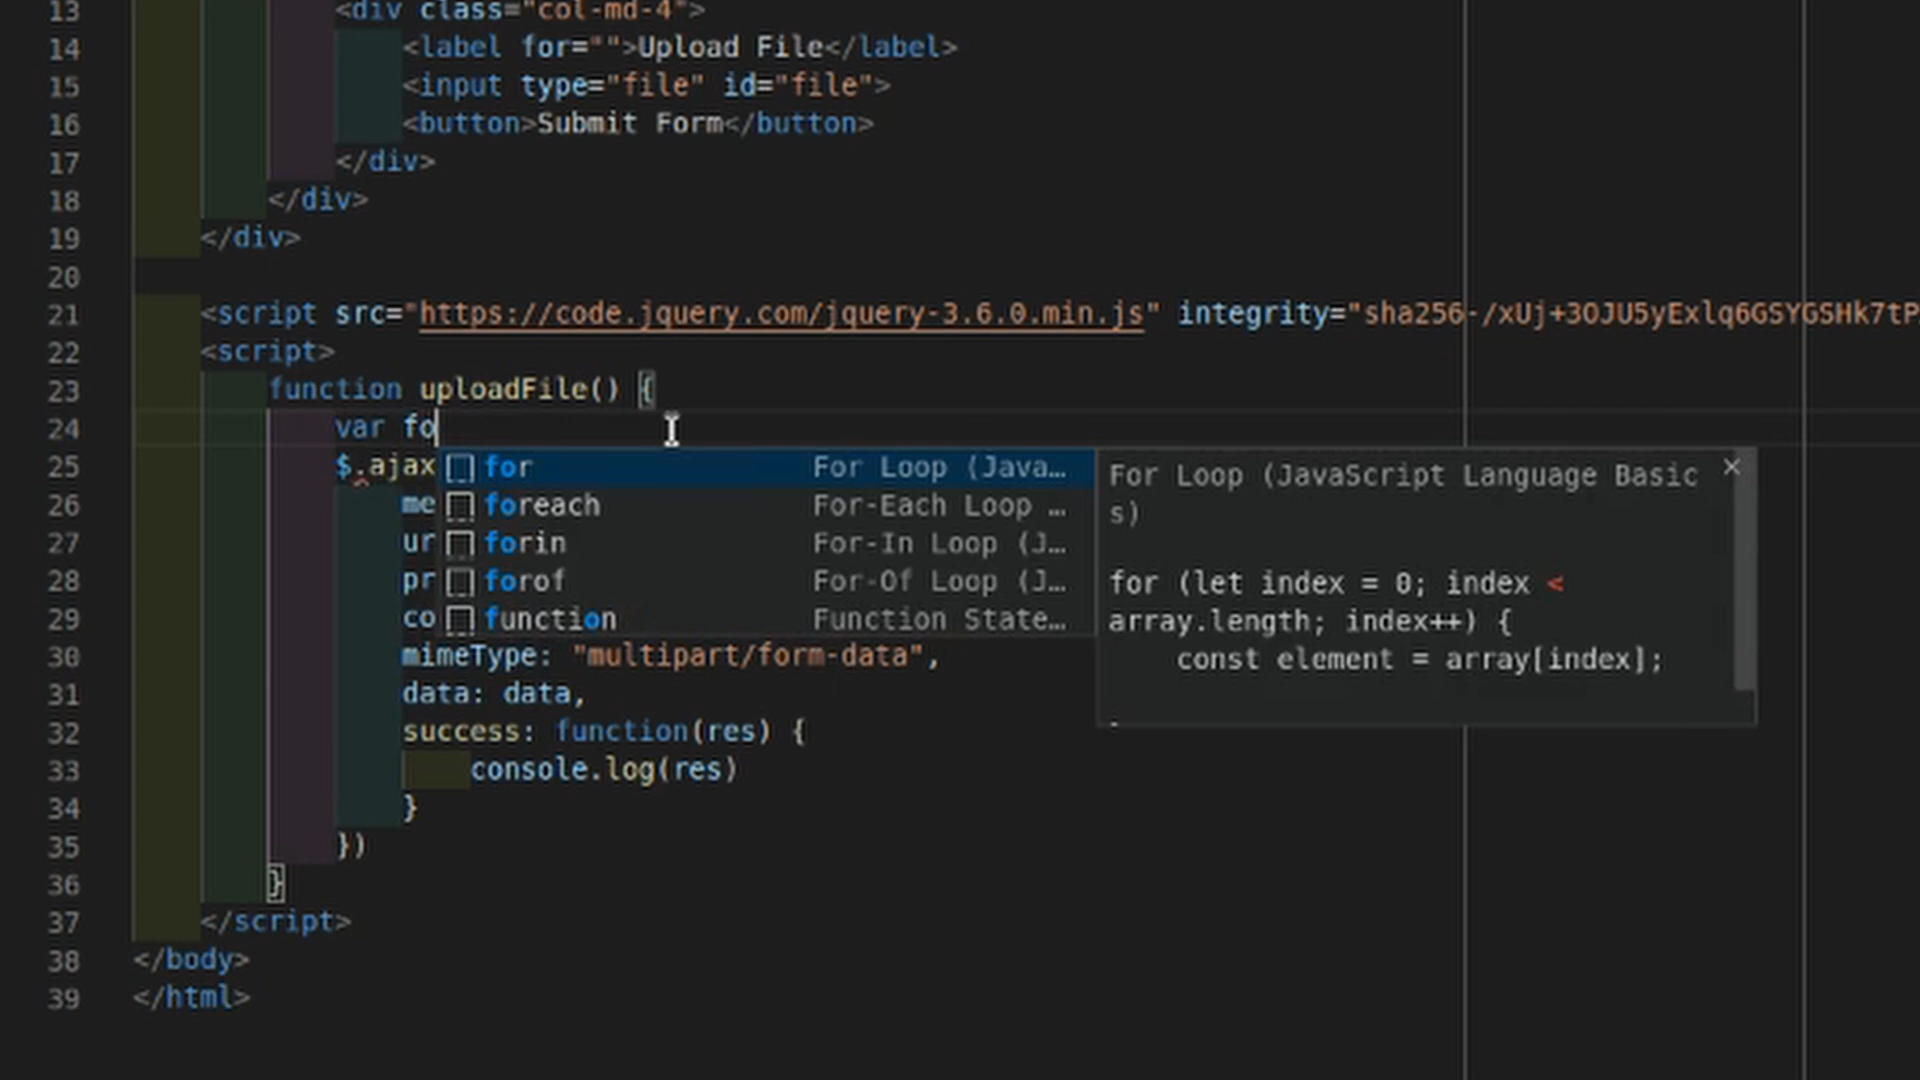 13 <div class="col-md-4">
14 <label for="">Upload File</label>
15 <input type="file" id="file">
16 <button>Submit Form</button>
17 </div>
18 </div>
19 </div>
20
21 <script src="https://code.jquery.com/jquery-3.6.0.min.js" integrity="sha256-/xUj+3OJU5yExlq6GSYGSHk7tP
22 <script>
23 function uploadFile() {
24 var fo
25 $.ajax
26 me
27 ur
28 pr
29 co
for For Loop (Java…
foreach For-Each Loop …
forin For-In Loop (J…
forof For-Of Loop (J…
function Function State…
For Loop (JavaScript Language Basic
s)
for (let index = 0; index <
array.length; index++) {
const element = array[index];
30 mimeType: "multipart/form-data",
31 data: data,
32 success: function(res) {
33 console.log(res)
34 }
35 })
36 }
37 </script>
38 </body>
39 </html>